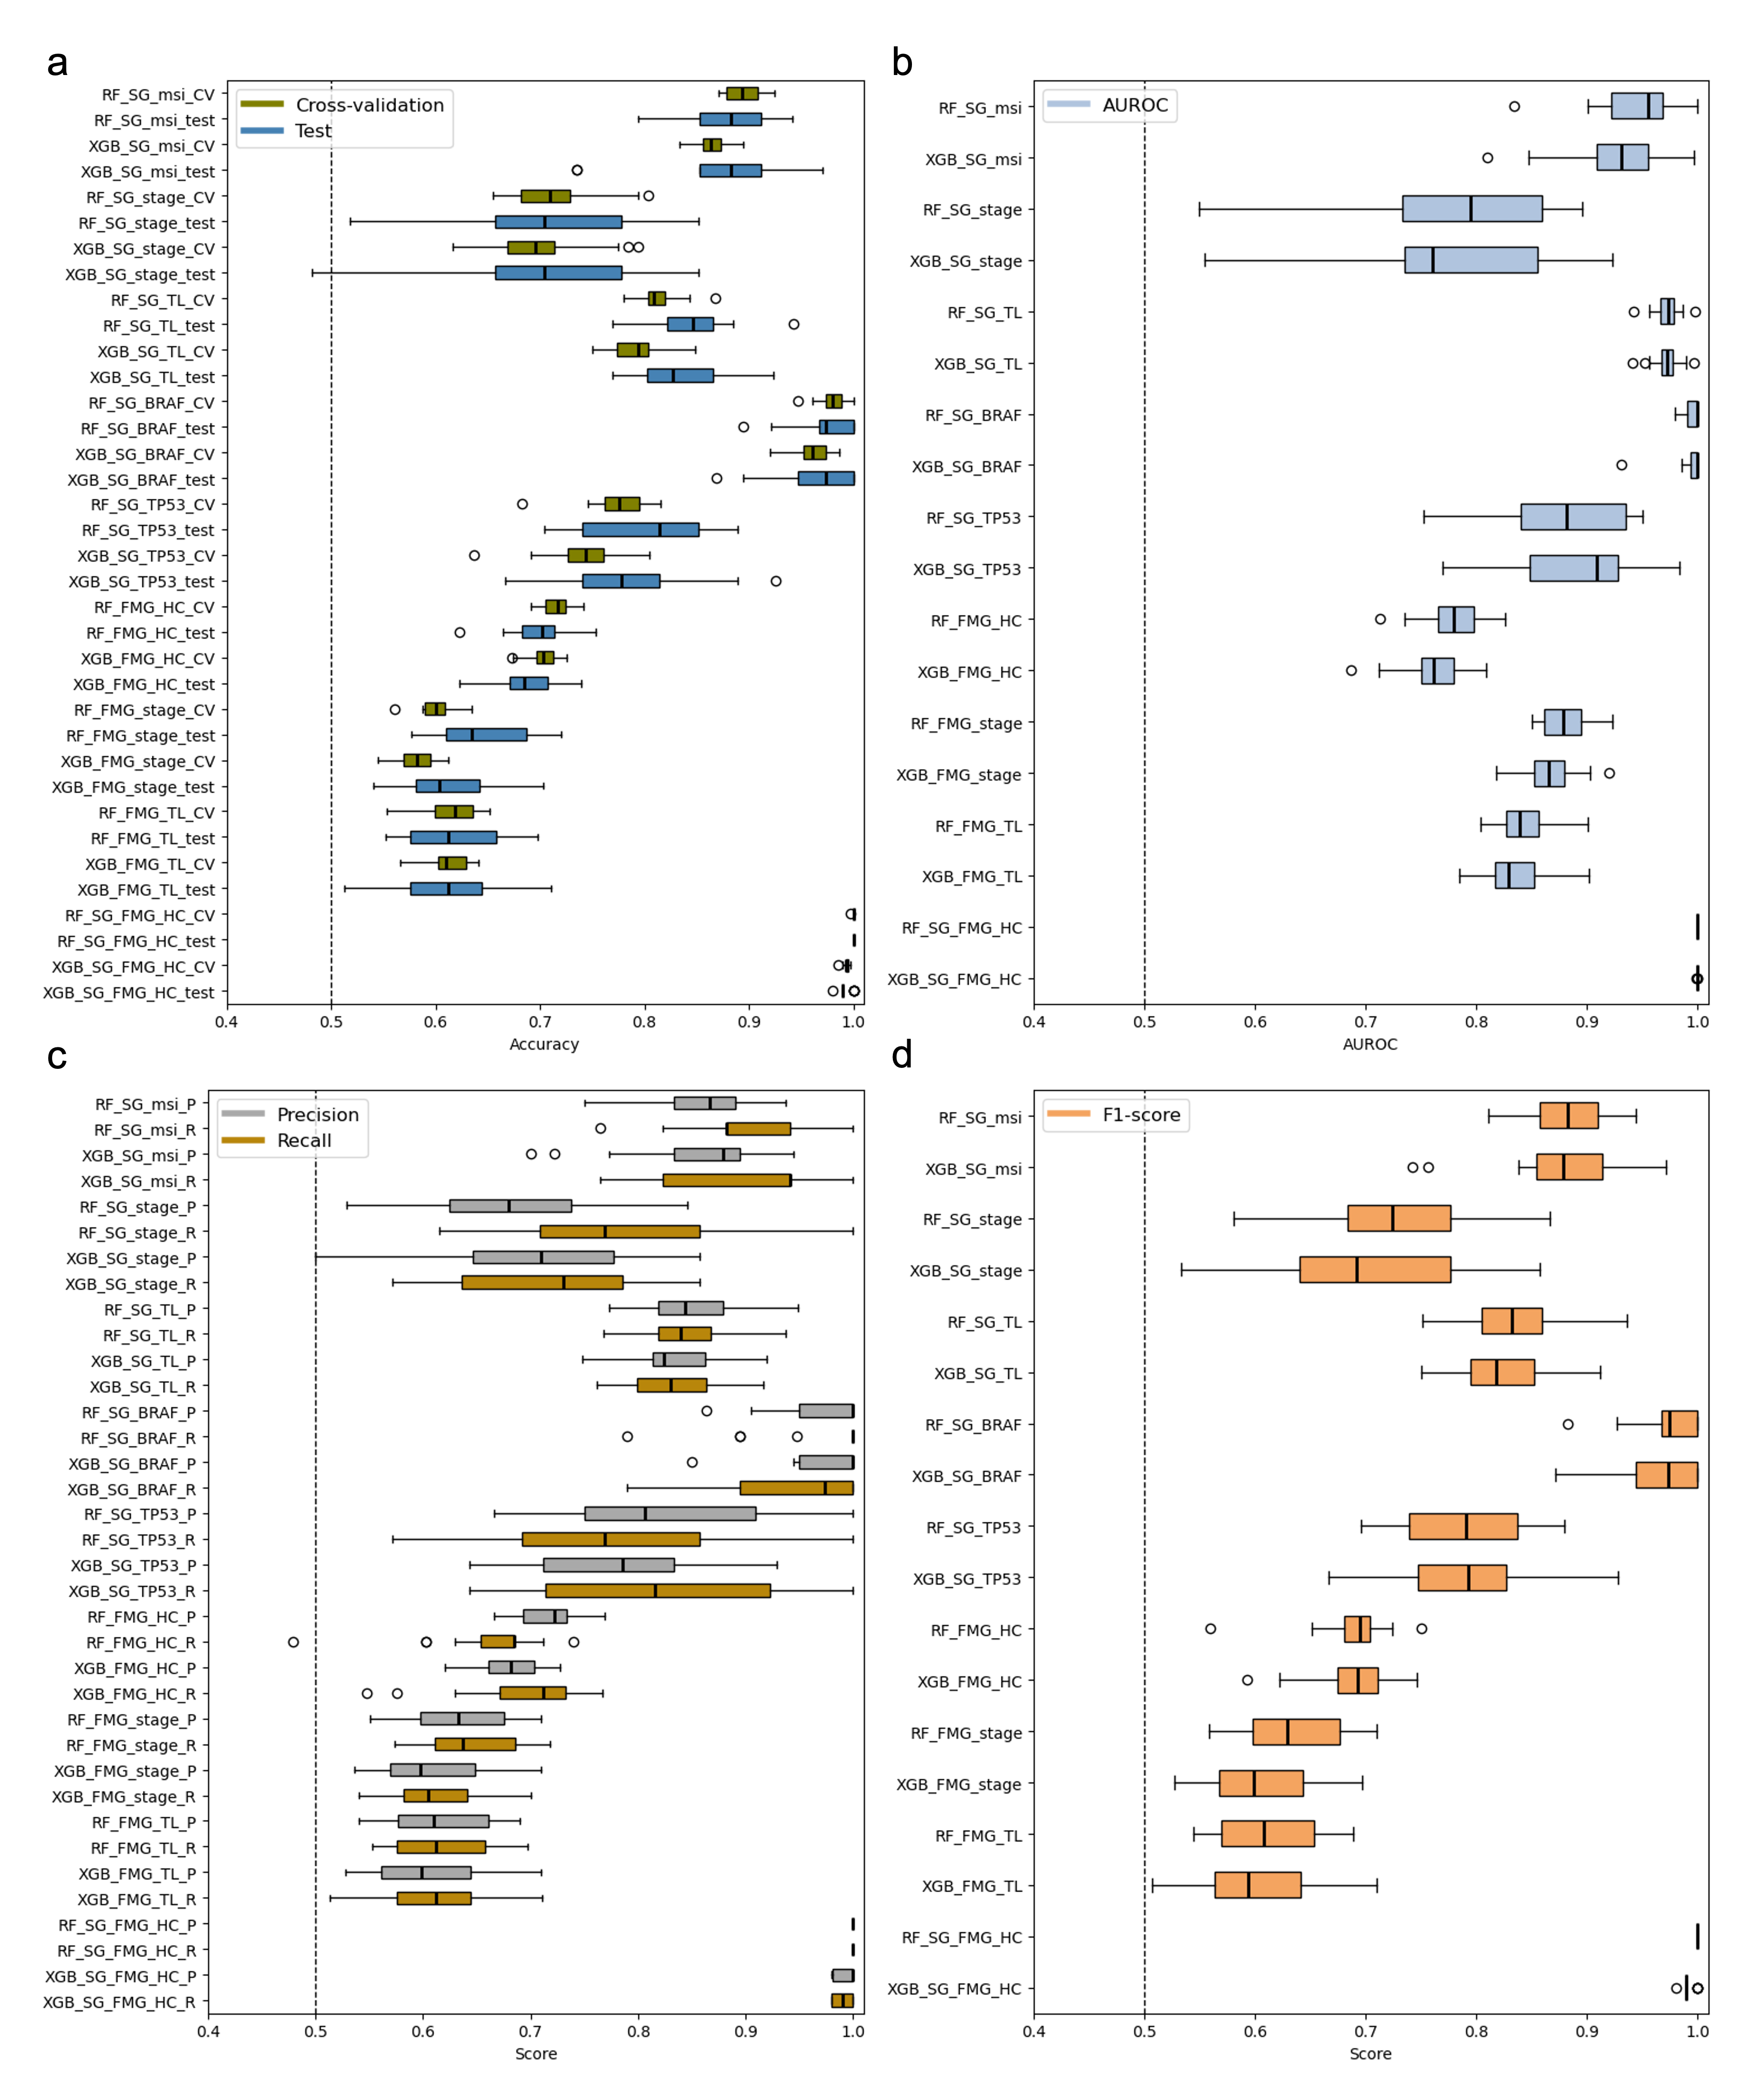 a
RF_SG_msi_CV
RF_SG_msi_test
XGB_SG_msi_CV
XGB_SG_msi_test
RF_SG_stage_CV
RF_SG_stage_test
XGB_SG_stage_CV
XGB_SG_stage_test
RF_SG_TL_CV
RF_SG_TL_test
XGB_SG_TL_CV
XGB_SG_TL_test
RF_SG_BRAF_CV
RF_SG_BRAF_test
XGB_SG_BRAF_CV
XGB_SG_BRAF_test
RF_SG_TP53_CV
RF_SG_TP53_test
XGB_SG_TP53_CV
XGB_SG_TP53_test
RF_FMG_HC_CV
RF_FMG_HC_test
XGB_FMG_HC_CV
XGB_FMG_HC_test
RF_FMG_stage_CV
RF_FMG_stage_test
XGB_FMG_stage_CV
XGB_FMG_stage_test
RF_FMG_TL_CV
RF_FMG_TL_test
XGB_FMG_TL_CV
XGB_FMG_TL_test
RF_SG_FMG_HC_CV
RF_SG_FMG_HC_test
XGB_SG_FMG_HC_CV
XGB_SG_FMG_HC_test
Cross-validation
Test
0.4 0.5 0.6 0.7 0.8 0.9 1.0
Accuracy
b
RF_SG_msi
XGB_SG_msi
RF_SG_stage
XGB_SG_stage
RF_SG_TL
XGB_SG_TL
RF_SG_BRAF
XGB_SG_BRAF
RF_SG_TP53
XGB_SG_TP53
RF_FMG_HC
XGB_FMG_HC
RF_FMG_stage
XGB_FMG_stage
RF_FMG_TL
XGB_FMG_TL
RF_SG_FMG_HC
XGB_SG_FMG_HC
AUROC
0.4 0.5 0.6 0.7 0.8 0.9 1.0
AUROC
c
RF_SG_msi_P
RF_SG_msi_R
XGB_SG_msi_P
XGB_SG_msi_R
RF_SG_stage_P
RF_SG_stage_R
XGB_SG_stage_P
XGB_SG_stage_R
RF_SG_TL_P
RF_SG_TL_R
XGB_SG_TL_P
XGB_SG_TL_R
RF_SG_BRAF_P
RF_SG_BRAF_R
XGB_SG_BRAF_P
XGB_SG_BRAF_R
RF_SG_TP53_P
RF_SG_TP53_R
XGB_SG_TP53_P
XGB_SG_TP53_R
RF_FMG_HC_P
RF_FMG_HC_R
XGB_FMG_HC_P
XGB_FMG_HC_R
RF_FMG_stage_P
RF_FMG_stage_R
XGB_FMG_stage_P
XGB_FMG_stage_R
RF_FMG_TL_P
RF_FMG_TL_R
XGB_FMG_TL_P
XGB_FMG_TL_R
RF_SG_FMG_HC_P
RF_SG_FMG_HC_R
XGB_SG_FMG_HC_P
XGB_SG_FMG_HC_R
Precision
Recall
0.4 0.5 0.6 0.7 0.8 0.9 1.0
Score
d
RF_SG_msi
XGB_SG_msi
RF_SG_stage
XGB_SG_stage
RF_SG_TL
XGB_SG_TL
RF_SG_BRAF
XGB_SG_BRAF
RF_SG_TP53
XGB_SG_TP53
RF_FMG_HC
XGB_FMG_HC
RF_FMG_stage
XGB_FMG_stage
RF_FMG_TL
XGB_FMG_TL
RF_SG_FMG_HC
XGB_SG_FMG_HC
F1-score
0.4 0.5 0.6 0.7 0.8 0.9 1.0
Score